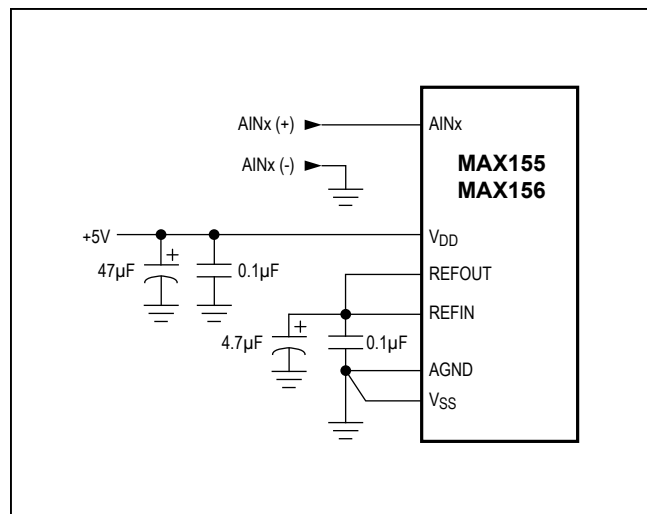 AINx (+)
AINx
AINx (-)
MAX155
MAX156
+5V
VDD
+
47µF
0.1µF
REFOUT
REFIN
+
4.7µF
0.1µF
AGND
VSS